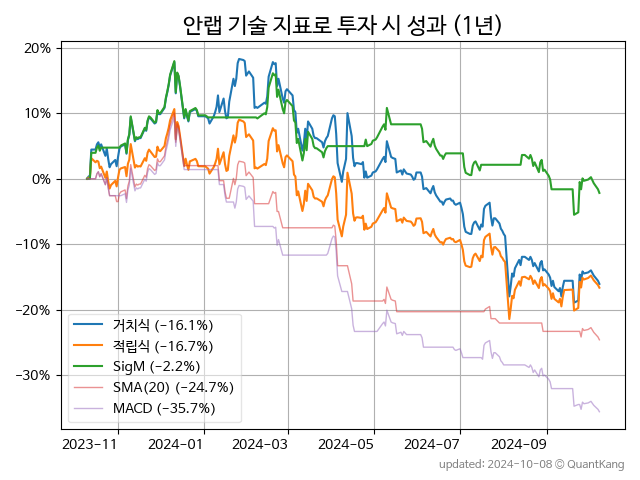 안랩 기술 지표로 투자 시 성과 (1년)
20%
10%
0%
−10%
−20%
−30%
거치식 (−16.1%)
적립식 (−16.7%)
SigM (−2.2%)
SMA(20) (−24.7%)
MACD (−35.7%)
2023−11 2024−01 2024−03 2024−05 2024−07 2024−09
updated: 2024-10-08 © QuantKang